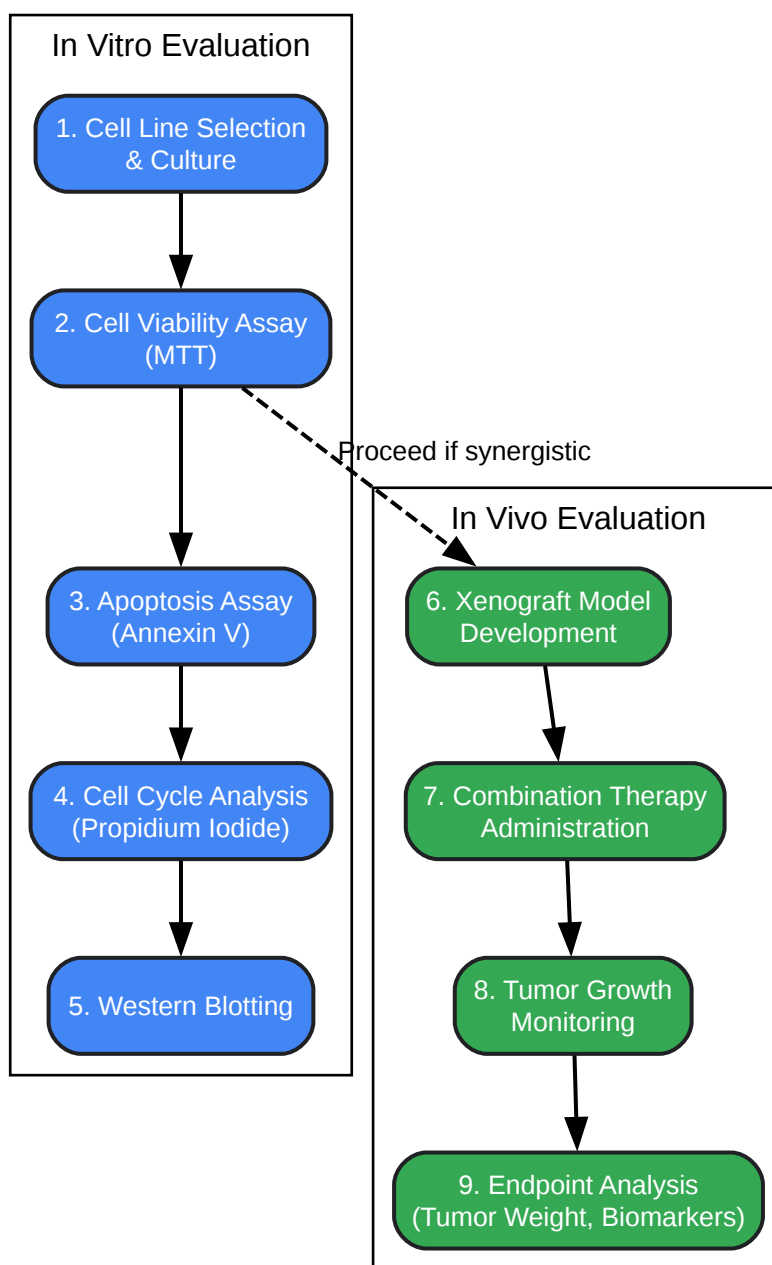 In Vitro Evaluation
1. Cell Line Selection
& Culture
2. Cell Viability Assay
(MTT)
Proceed if synergistic
3. Apoptosis Assay
(Annexin V)
4. Cell Cycle Analysis
(Propidium Iodide)
5. Western Blotting
In Vivo Evaluation
6. Xenograft Model
Development
7. Combination Therapy
Administration
8. Tumor Growth
Monitoring
9. Endpoint Analysis
(Tumor Weight, Biomarkers)